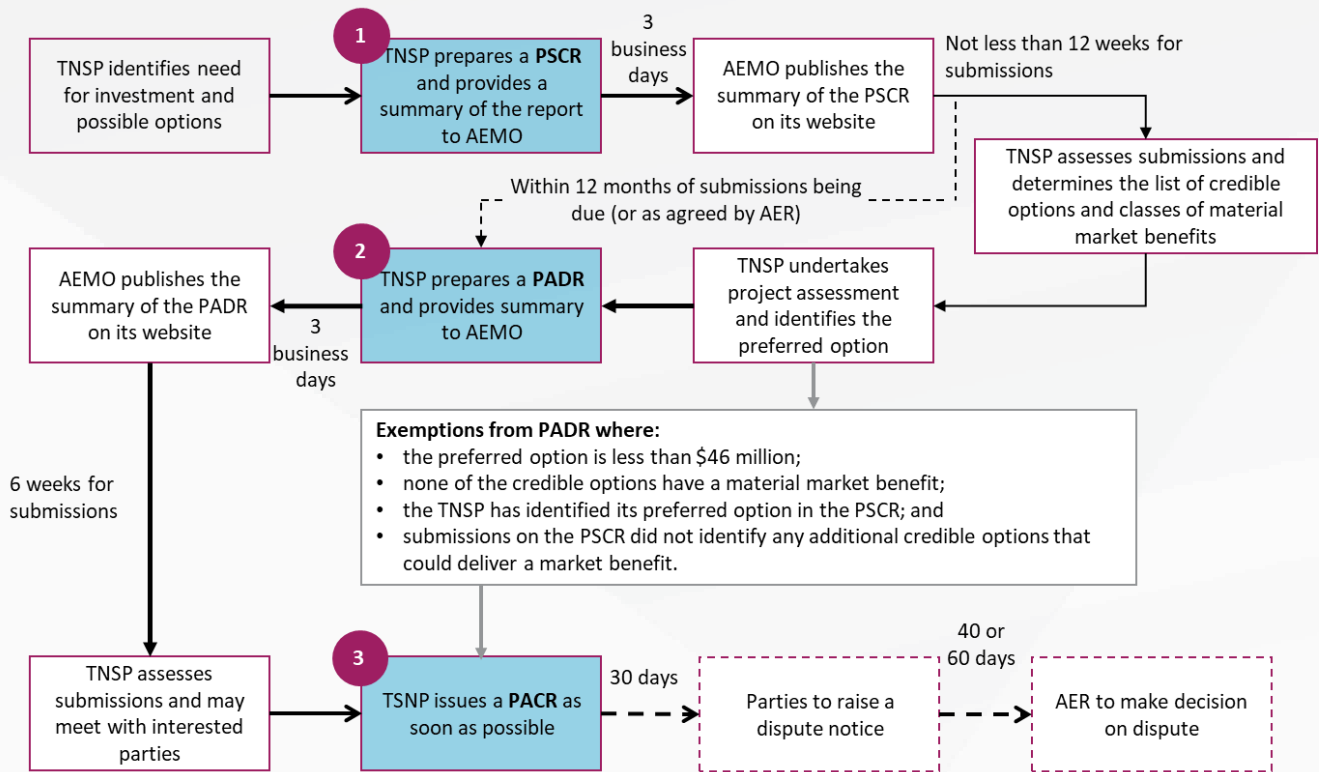 1
TNSP identifies need
for investment and
possible options
TNSP prepares a PSCR
and provides a
summary of the report
to AEMO
3
business
days
AEMO publishes the
summary of the PSCR
on its website
Not less than 12 weeks for
submissions
TNSP assesses submissions and
determines the list of credible
options and classes of material
market benefits
Within 12 months of submissions being
due (or as agreed by AER)
TNSP undertakes
project assessment
and identifies the
preferred option
2
TNSP prepares a PADR
and provides summary
to AEMO
3
business
days
AEMO publishes the
summary of the PADR
on its website
Exemptions from PADR where:
• the preferred option is less than $46 million;
• none of the credible options have a material market benefit;
• the TNSP has identified its preferred option in the PSCR; and
• submissions on the PSCR did not identify any additional credible options that
could deliver a market benefit.
6 weeks for
submissions
TNSP assesses
submissions and may
meet with interested
parties
3
TSNP issues a PACR as
soon as possible
30 days
Parties to raise a
dispute notice
40 or
60 days
AER to make decision
on dispute